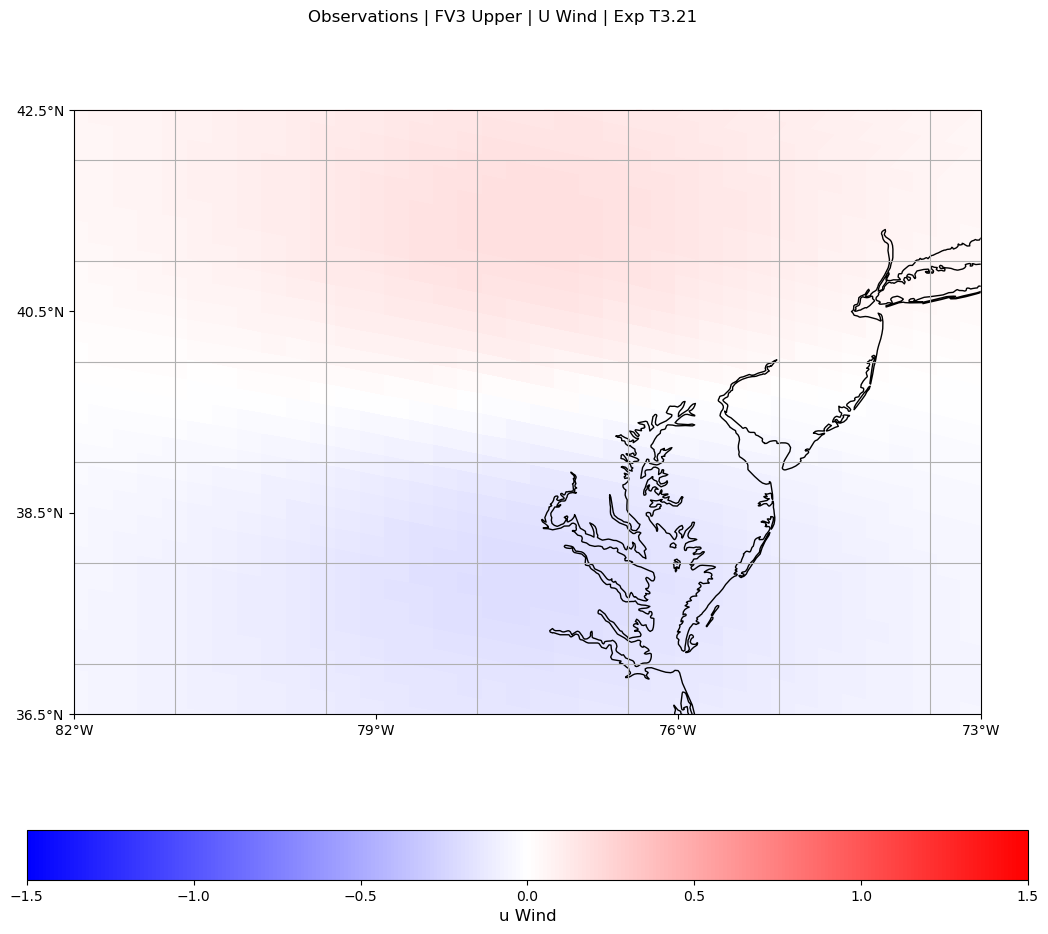 Observations | FV3 Upper | U Wind | Exp T3.21
42.5°N
40.5°N
38.5°N
36.5°N
82°W 79°W 76°W 73°W
−1.5 −1.0 −0.5 0.0 0.5 1.0 1.5
u Wind